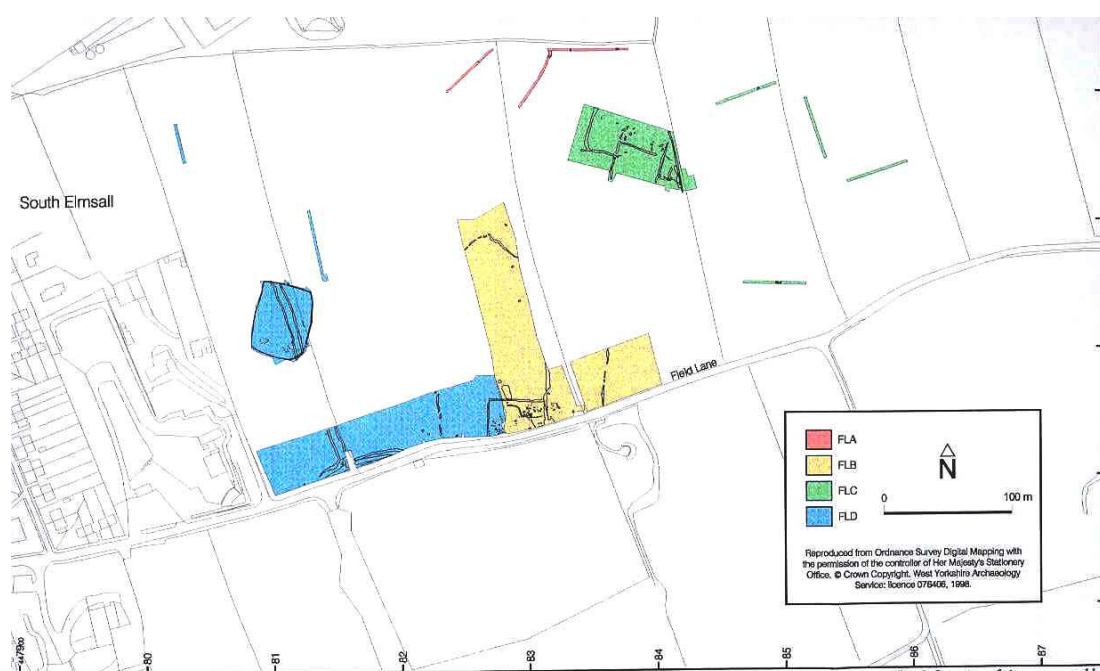 South Elmsall
Field Lane
FLA
FLB
FLC
FLD
N
0 100 m
Reproduced from Ordnance Survey Digital Mapping with
the permission of the controller of Her Majesty's Stationery
Office. © Crown Copyright. West Yorkshire Archaeology
Service: licence 076406, 1998.
80
81
82
83
84
85
86
87